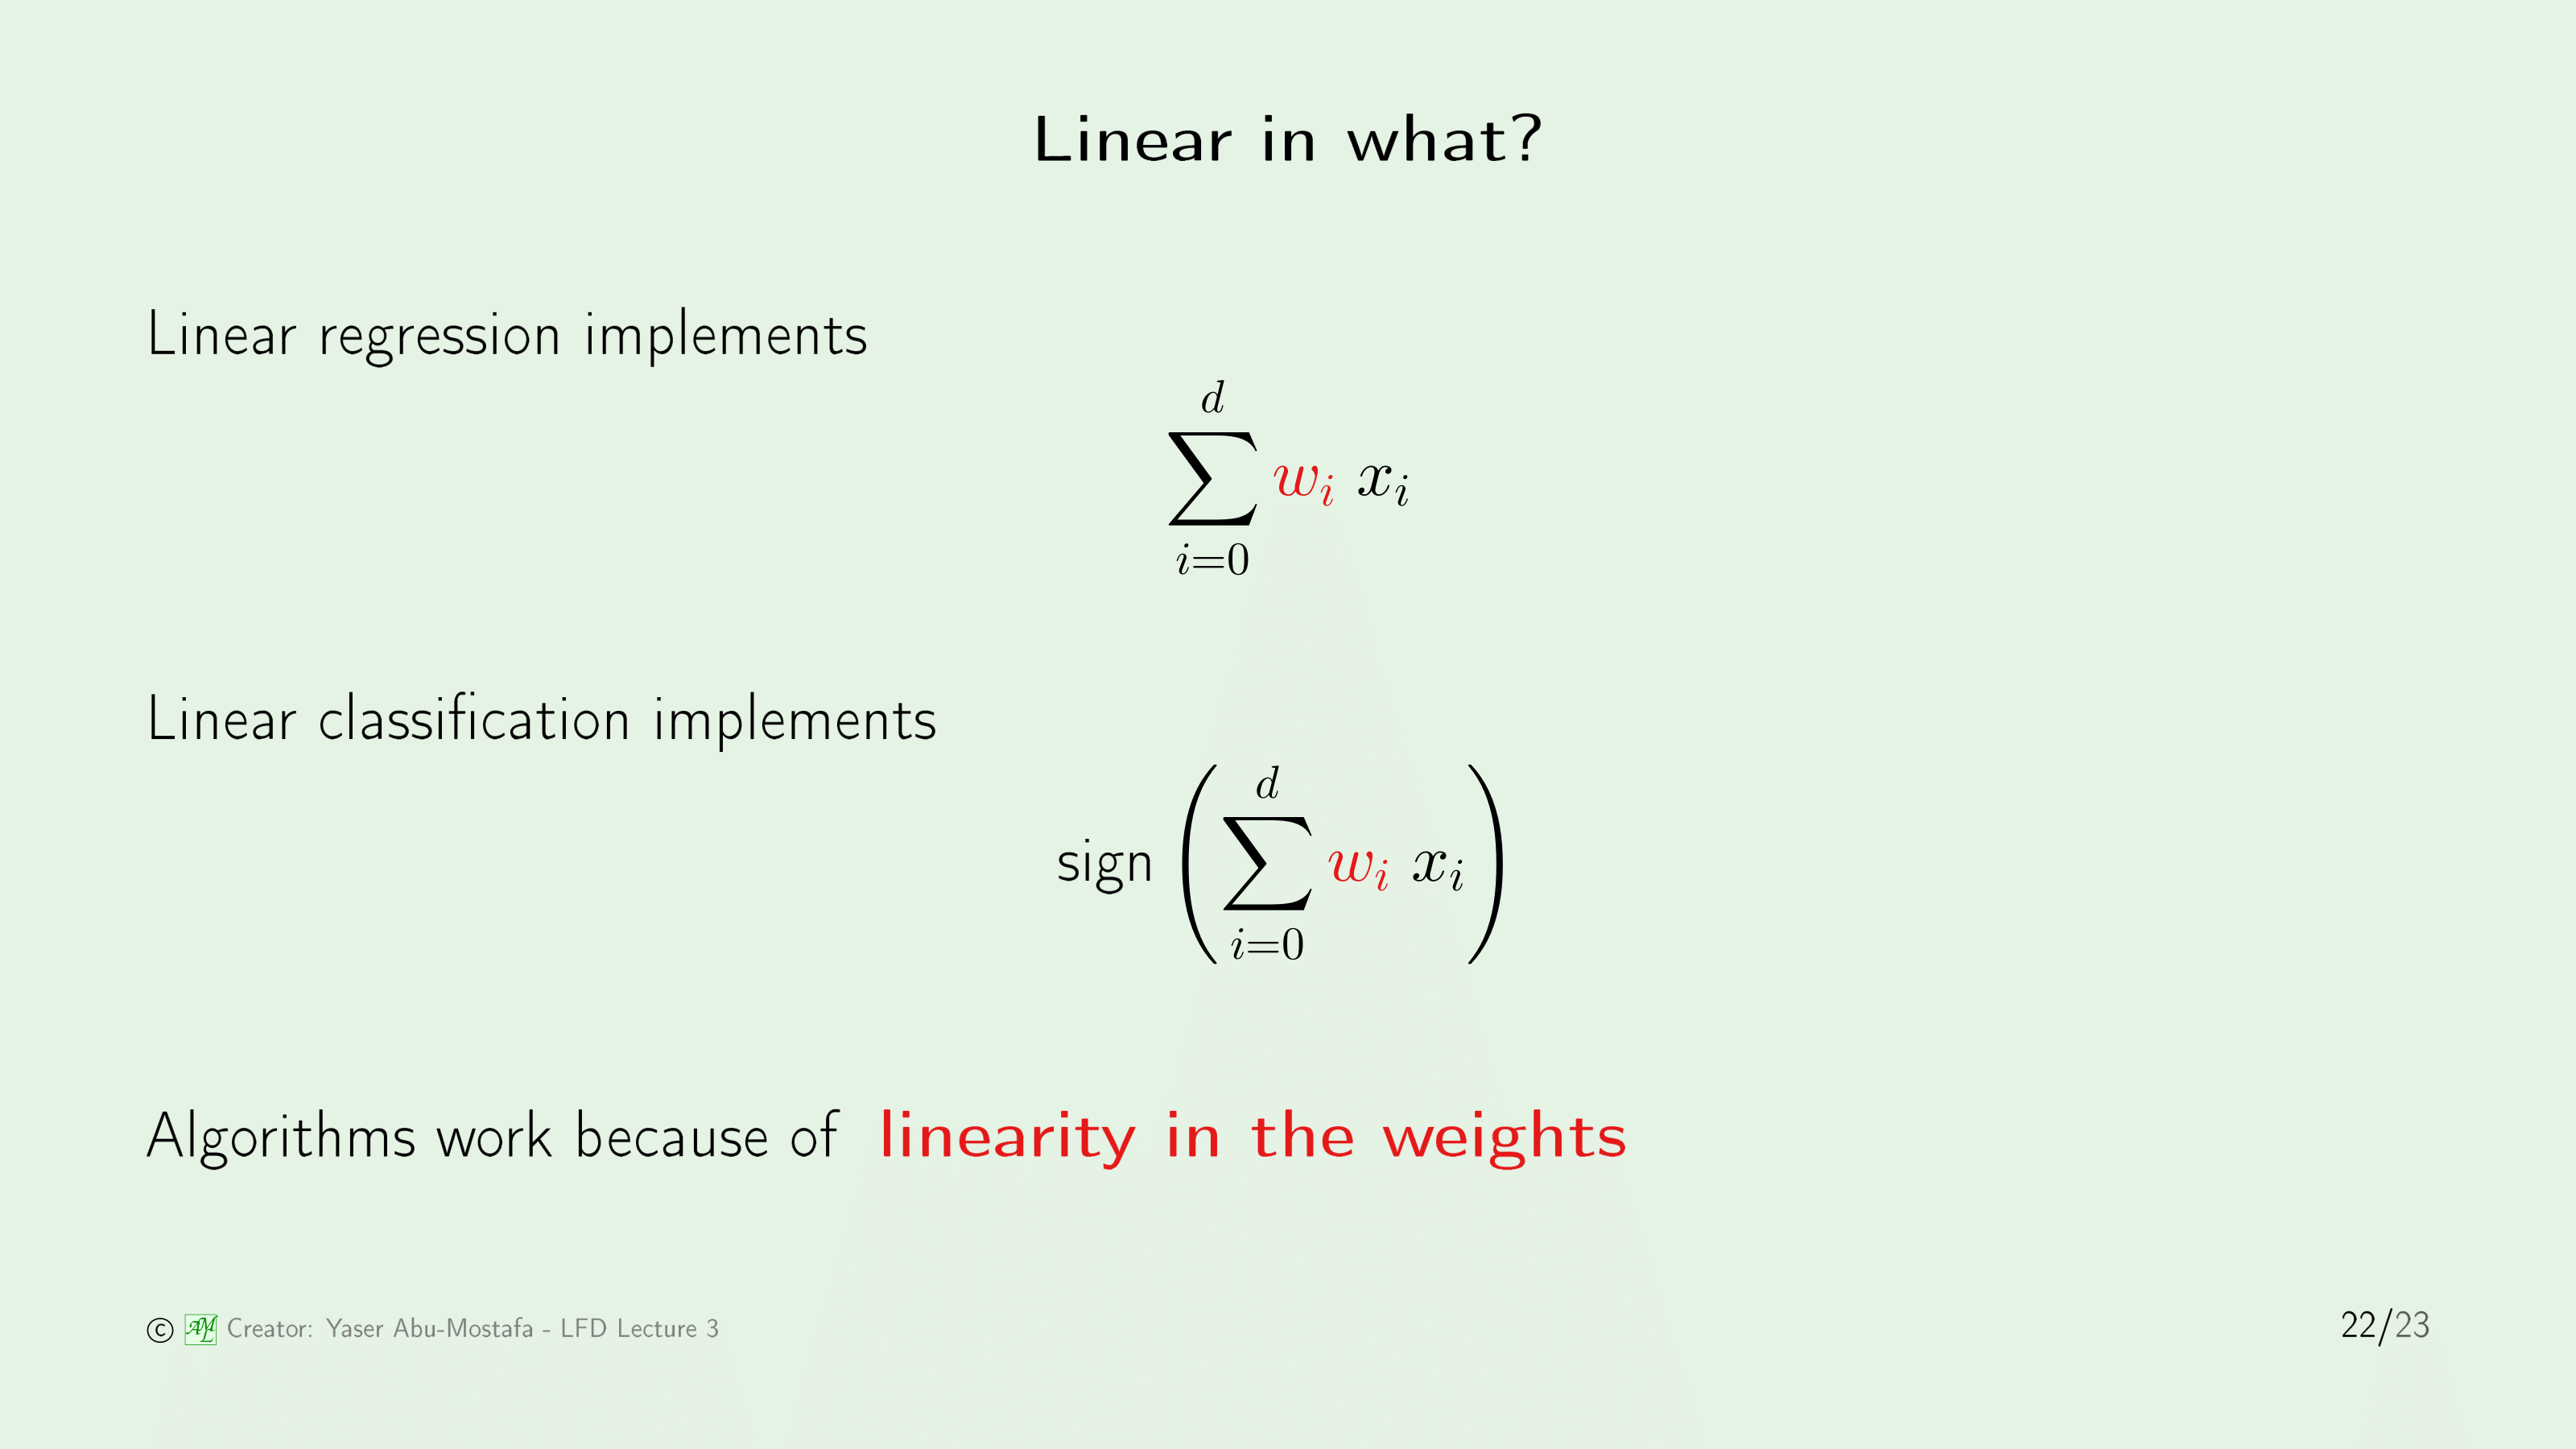 Linear in what?
Linear regression implements
$\sum_{i=0}^{d} w_i \, x_i$
Linear classification implements
$\text{sign}\left(\sum_{i=0}^{d} w_i \, x_i\right)$
Algorithms work because of linearity in the weights
© AML Creator: Yaser Abu-Mostafa - LFD Lecture 3
22/23